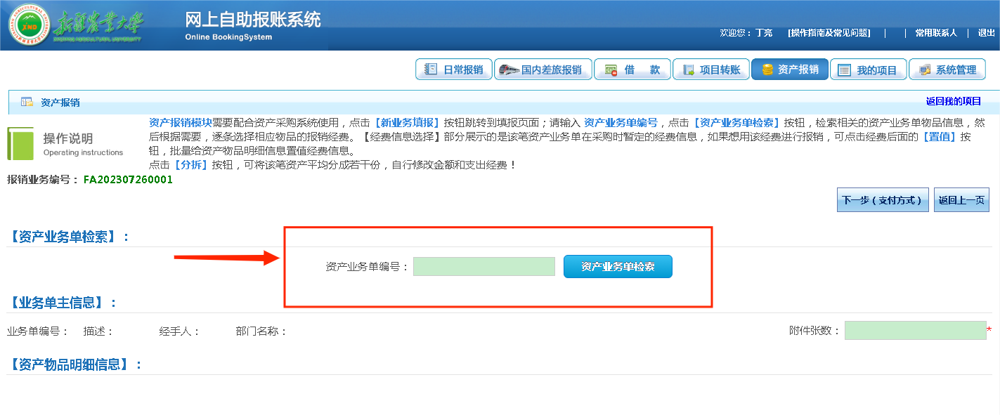 新疆农业大学
XINJIANG AGRICULTURAL UNIVERSITY
XND
网上自助报账系统
Online BookingSystem
欢迎您：丁亮 [操作指南及常见问题] | | 常用联系人 | 退出
日常报销 国内差旅报销 借 款 项目转账 资产报销 我的项目 系统管理
资产报销 返回我的项目
操作说明
Operating instructions
资产报销模块需要配合资产采购系统使用，点击【新业务填报】按钮跳转到填报页面；请输入 资产业务单编号，点击【资产业务单检索】按钮，检索相关的资产业务单物品信息，然
后根据需要，逐条选择相应物品的报销经费。【经费信息选择】部分展示的是该笔资产业务单在采购时暂定的经费信息，如果想用该经费进行报销，可点击经费后面的【置值】按
钮，批量给资产物品明细信息置值经费信息。
点击【分拆】按钮，可将该笔资产平均分成若干份，自行修改金额和支出经费！
报销业务编号：FA202307260001
下一步（支付方式） 返回上一页
【资产业务单检索】：
资产业务单编号： 资产业务单检索
【业务单主信息】：
业务单编号： 描述： 经手人： 部门名称： 附件张数： *
【资产物品明细信息】：